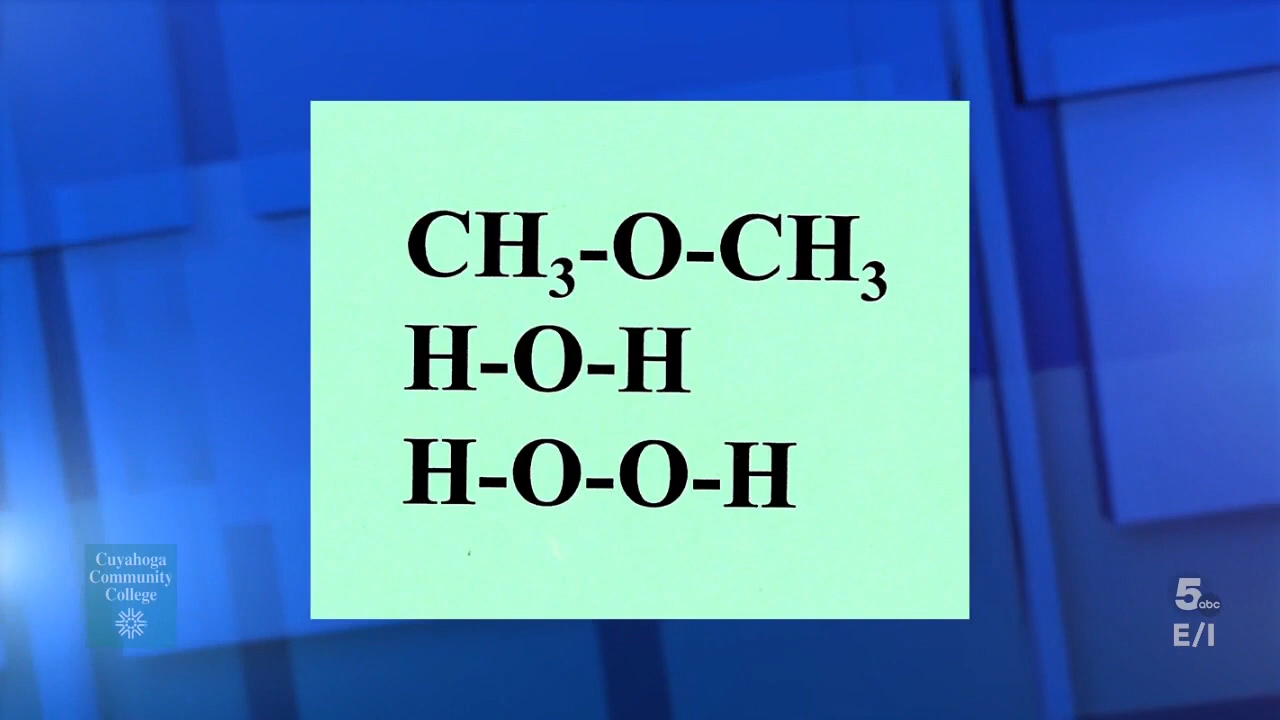 CH₃-O-CH₃
H-O-H
H-O-O-H
Cuyahoga
Community
College
5abc
E/I